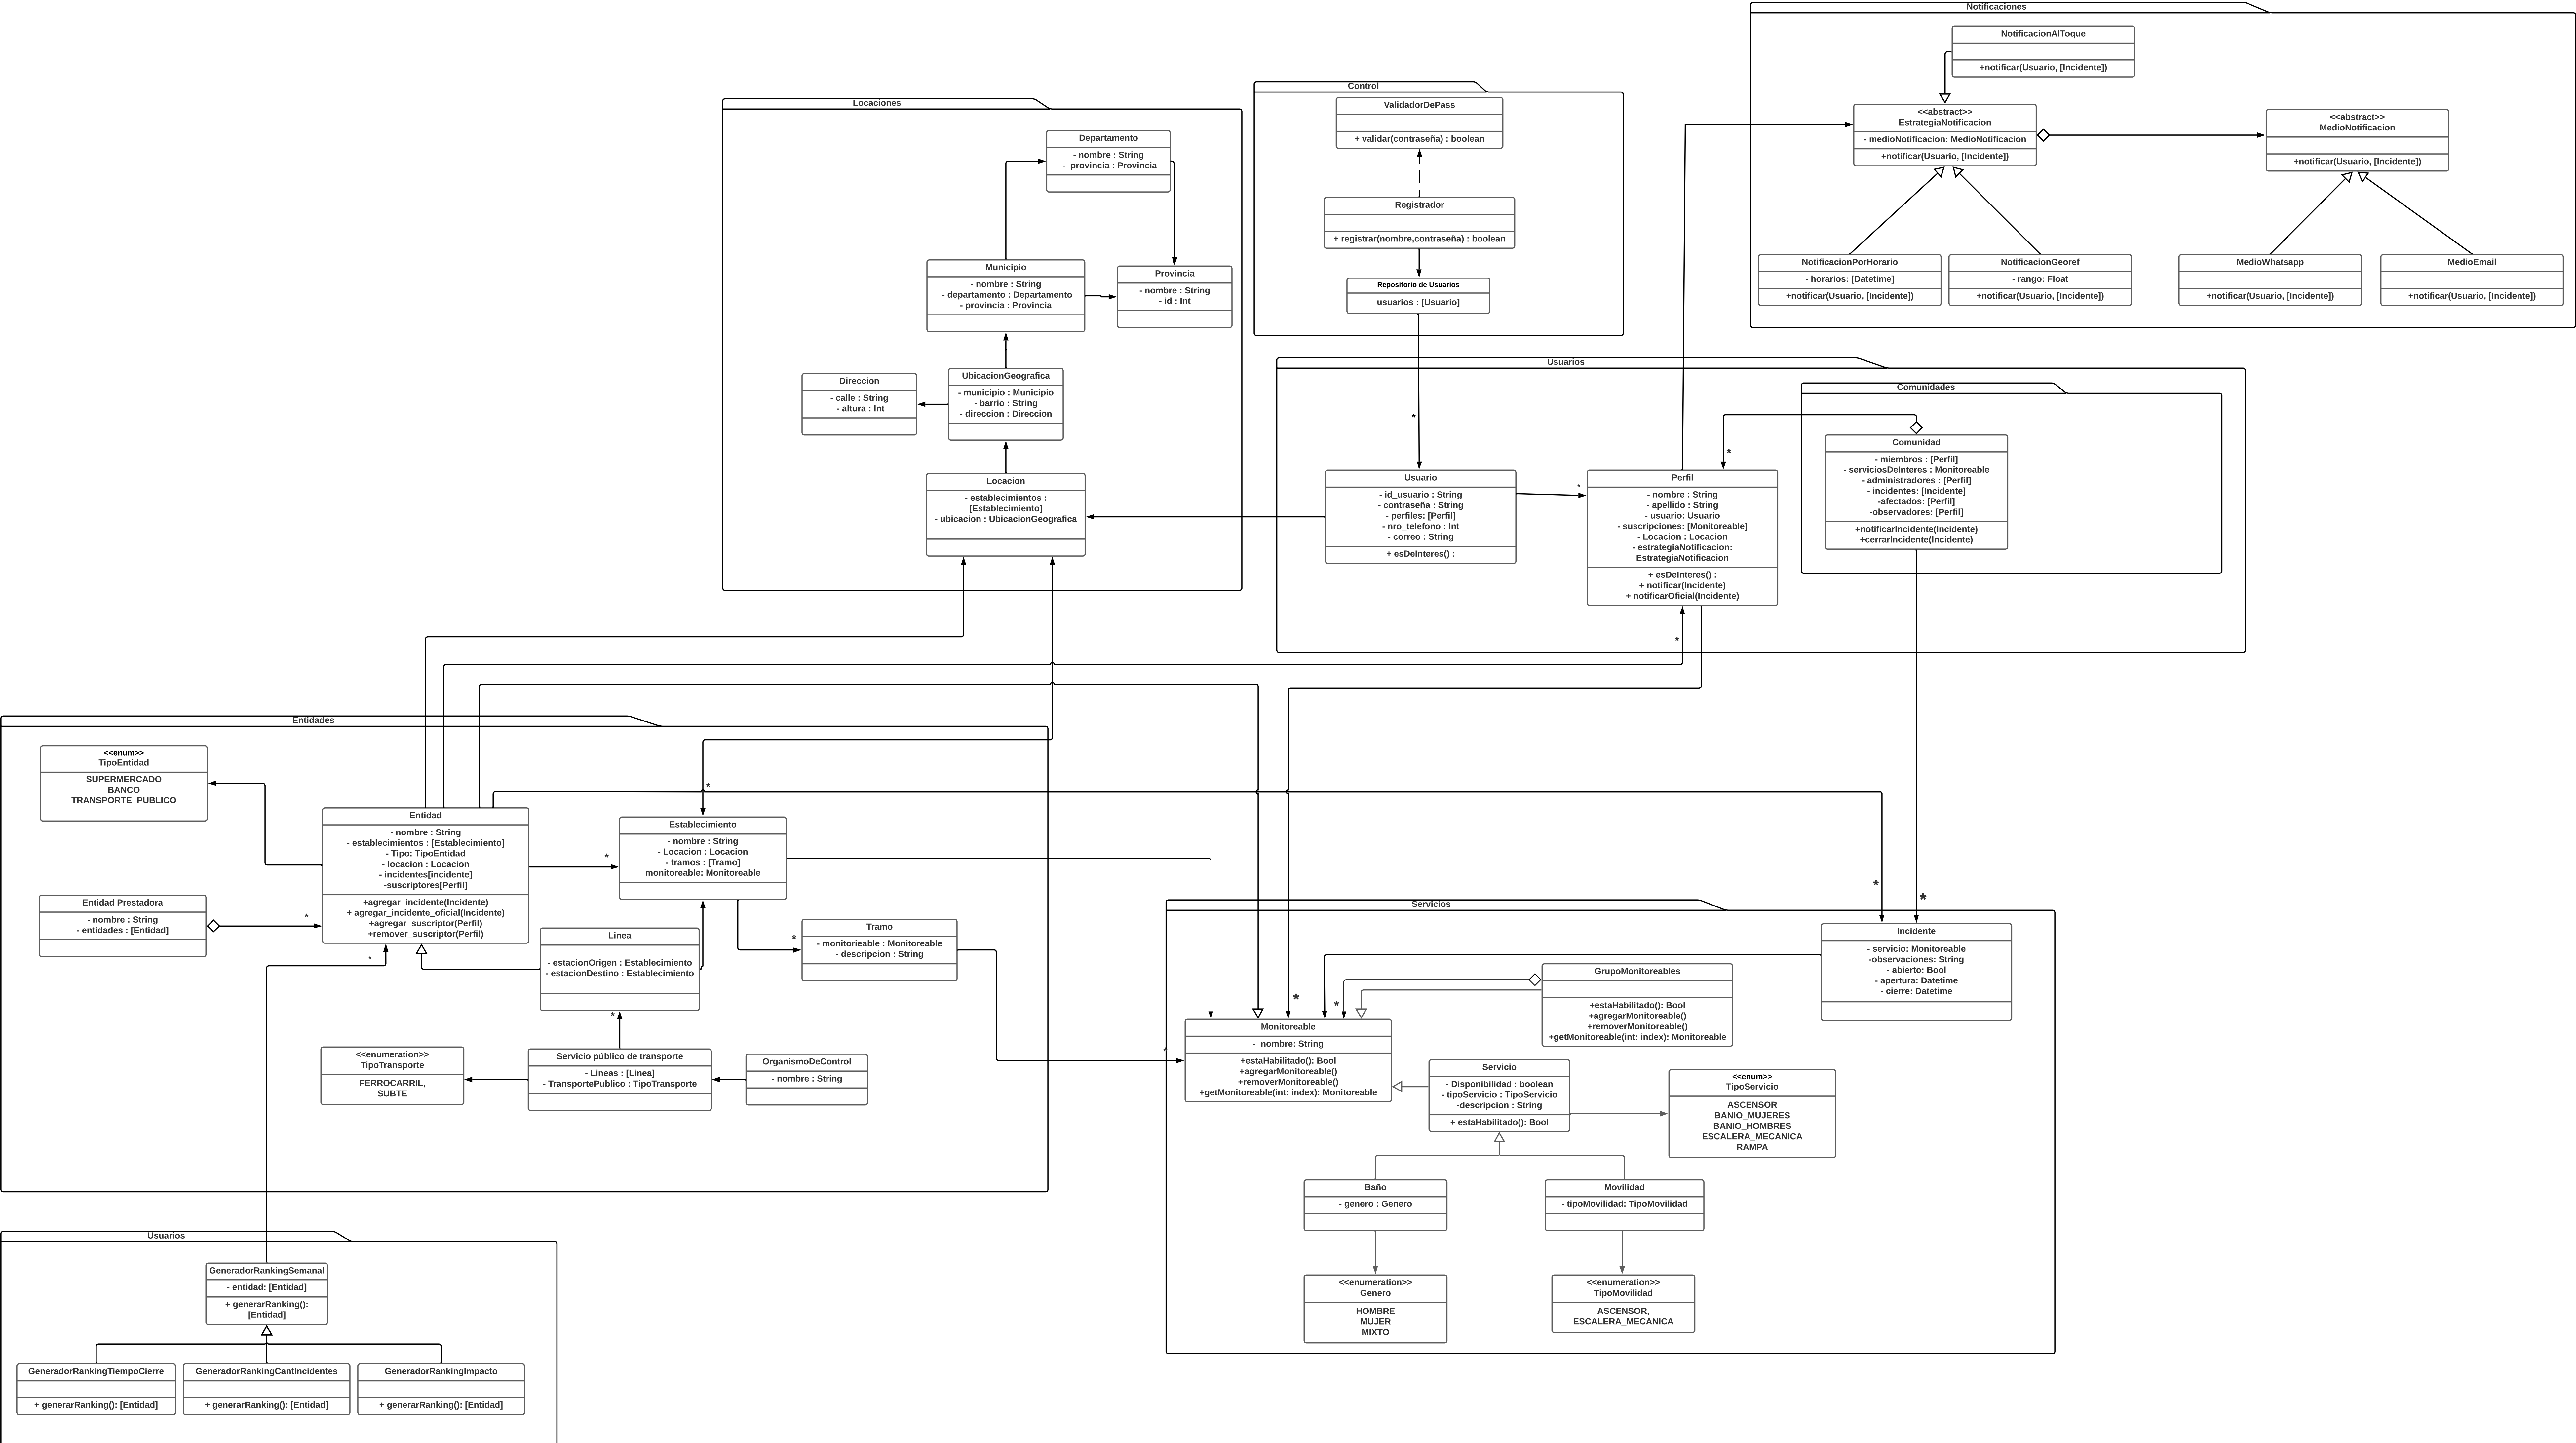 Notificaciones
NotificacionAlToque
+notificar(Usuario, [Incidente])
<<abstract>>
EstrategiaNotificacion
- medioNotificacion: MedioNotificacion
+notificar(Usuario, [Incidente])
<<abstract>>
MedioNotificacion
+notificar(Usuario, [Incidente])
NotificacionPorHorario
- horarios: [Datetime]
+notificar(Usuario, [Incidente])
NotificacionGeoref
- rango: Float
+notificar(Usuario, [Incidente])
MedioWhatsapp
+notificar(Usuario, [Incidente])
MedioEmail
+notificar(Usuario, [Incidente])
Control
ValidadorDePass
+ validar(contraseña) : boolean
Registrador
+ registrar(nombre,contraseña) : boolean
Repositorio de Usuarios
usuarios : [Usuario]
Locaciones
Departamento
- nombre : String
- provincia : Provincia
Municipio
- nombre : String
- departamento : Departamento
- provincia : Provincia
Provincia
- nombre : String
- id : Int
Direccion
- calle : String
- altura : Int
UbicacionGeografica
- municipio : Municipio
- barrio : String
- direccion : Direccion
Locacion
- establecimientos :
[Establecimiento]
- ubicacion : UbicacionGeografica
Usuarios
*
Usuario
- id_usuario : String
- contraseña : String
- perfiles: [Perfil]
- nro_telefono : Int
- correo : String
+ esDeInteres() :
*
*
Perfil
- nombre : String
- apellido : String
- usuario: Usuario
- suscripciones: [Monitoreable]
- Locacion : Locacion
- estrategiaNotificacion:
EstrategiaNotificacion
+ esDeInteres() :
+ notificar(Incidente)
+ notificarOficial(Incidente)
*
Comunidades
Comunidad
- miembros : [Perfil]
- serviciosDeInteres : Monitoreable
- administradores : [Perfil]
- incidentes: [Incidente]
-afectados: [Perfil]
-observadores: [Perfil]
+notificarIncidente(Incidente)
+cerrarIncidente(Incidente)
Entidades
<<enum>>
TipoEntidad
SUPERMERCADO
BANCO
TRANSPORTE_PUBLICO
Entidad
- nombre : String
- establecimientos : [Establecimiento]
- Tipo: TipoEntidad
- locacion : Locacion
- incidentes[incidente]
-suscriptores[Perfil]
+agregar_incidente(Incidente)
+ agregar_incidente_oficial(Incidente)
+agregar_suscriptor(Perfil)
+remover_suscriptor(Perfil)
Entidad Prestadora
- nombre : String
- entidades : [Entidad]
*
*
*
*
Establecimiento
- nombre : String
- Locacion : Locacion
- tramos : [Tramo]
monitoreable: Monitoreable
Linea
- estacionOrigen : Establecimiento
- estacionDestino : Establecimiento
*
*
Tramo
- monitorieable : Monitoreable
- descripcion : String
<<enumeration>>
TipoTransporte
FERROCARRIL,
SUBTE
Servicio público de transporte
- Lineas : [Linea]
- TransportePublico : TipoTransporte
OrganismoDeControl
- nombre : String
Servicios
*
*
Incidente
- servicio: Monitoreable
-observaciones: String
- abierto: Bool
- apertura: Datetime
- cierre: Datetime
GrupoMonitoreables
+estaHabilitado(): Bool
+agregarMonitoreable()
+removerMonitoreable()
+getMonitoreable(int: index): Monitoreable
*
*
*
Monitoreable
- nombre: String
+estaHabilitado(): Bool
+agregarMonitoreable()
+removerMonitoreable()
+getMonitoreable(int: index): Monitoreable
Servicio
- Disponibilidad : boolean
- tipoServicio : TipoServicio
-descripcion : String
+ estaHabilitado(): Bool
<<enum>>
TipoServicio
ASCENSOR
BANIO_MUJERES
BANIO_HOMBRES
ESCALERA_MECANICA
RAMPA
Baño
- genero : Genero
Movilidad
- tipoMovilidad: TipoMovilidad
<<enumeration>>
Genero
HOMBRE
MUJER
MIXTO
<<enumeration>>
TipoMovilidad
ASCENSOR,
ESCALERA_MECANICA
Usuarios
GeneradorRankingSemanal
- entidad: [Entidad]
+ generarRanking():
[Entidad]
GeneradorRankingTiempoCierre
+ generarRanking(): [Entidad]
GeneradorRankingCantIncidentes
+ generarRanking(): [Entidad]
GeneradorRankingImpacto
+ generarRanking(): [Entidad]